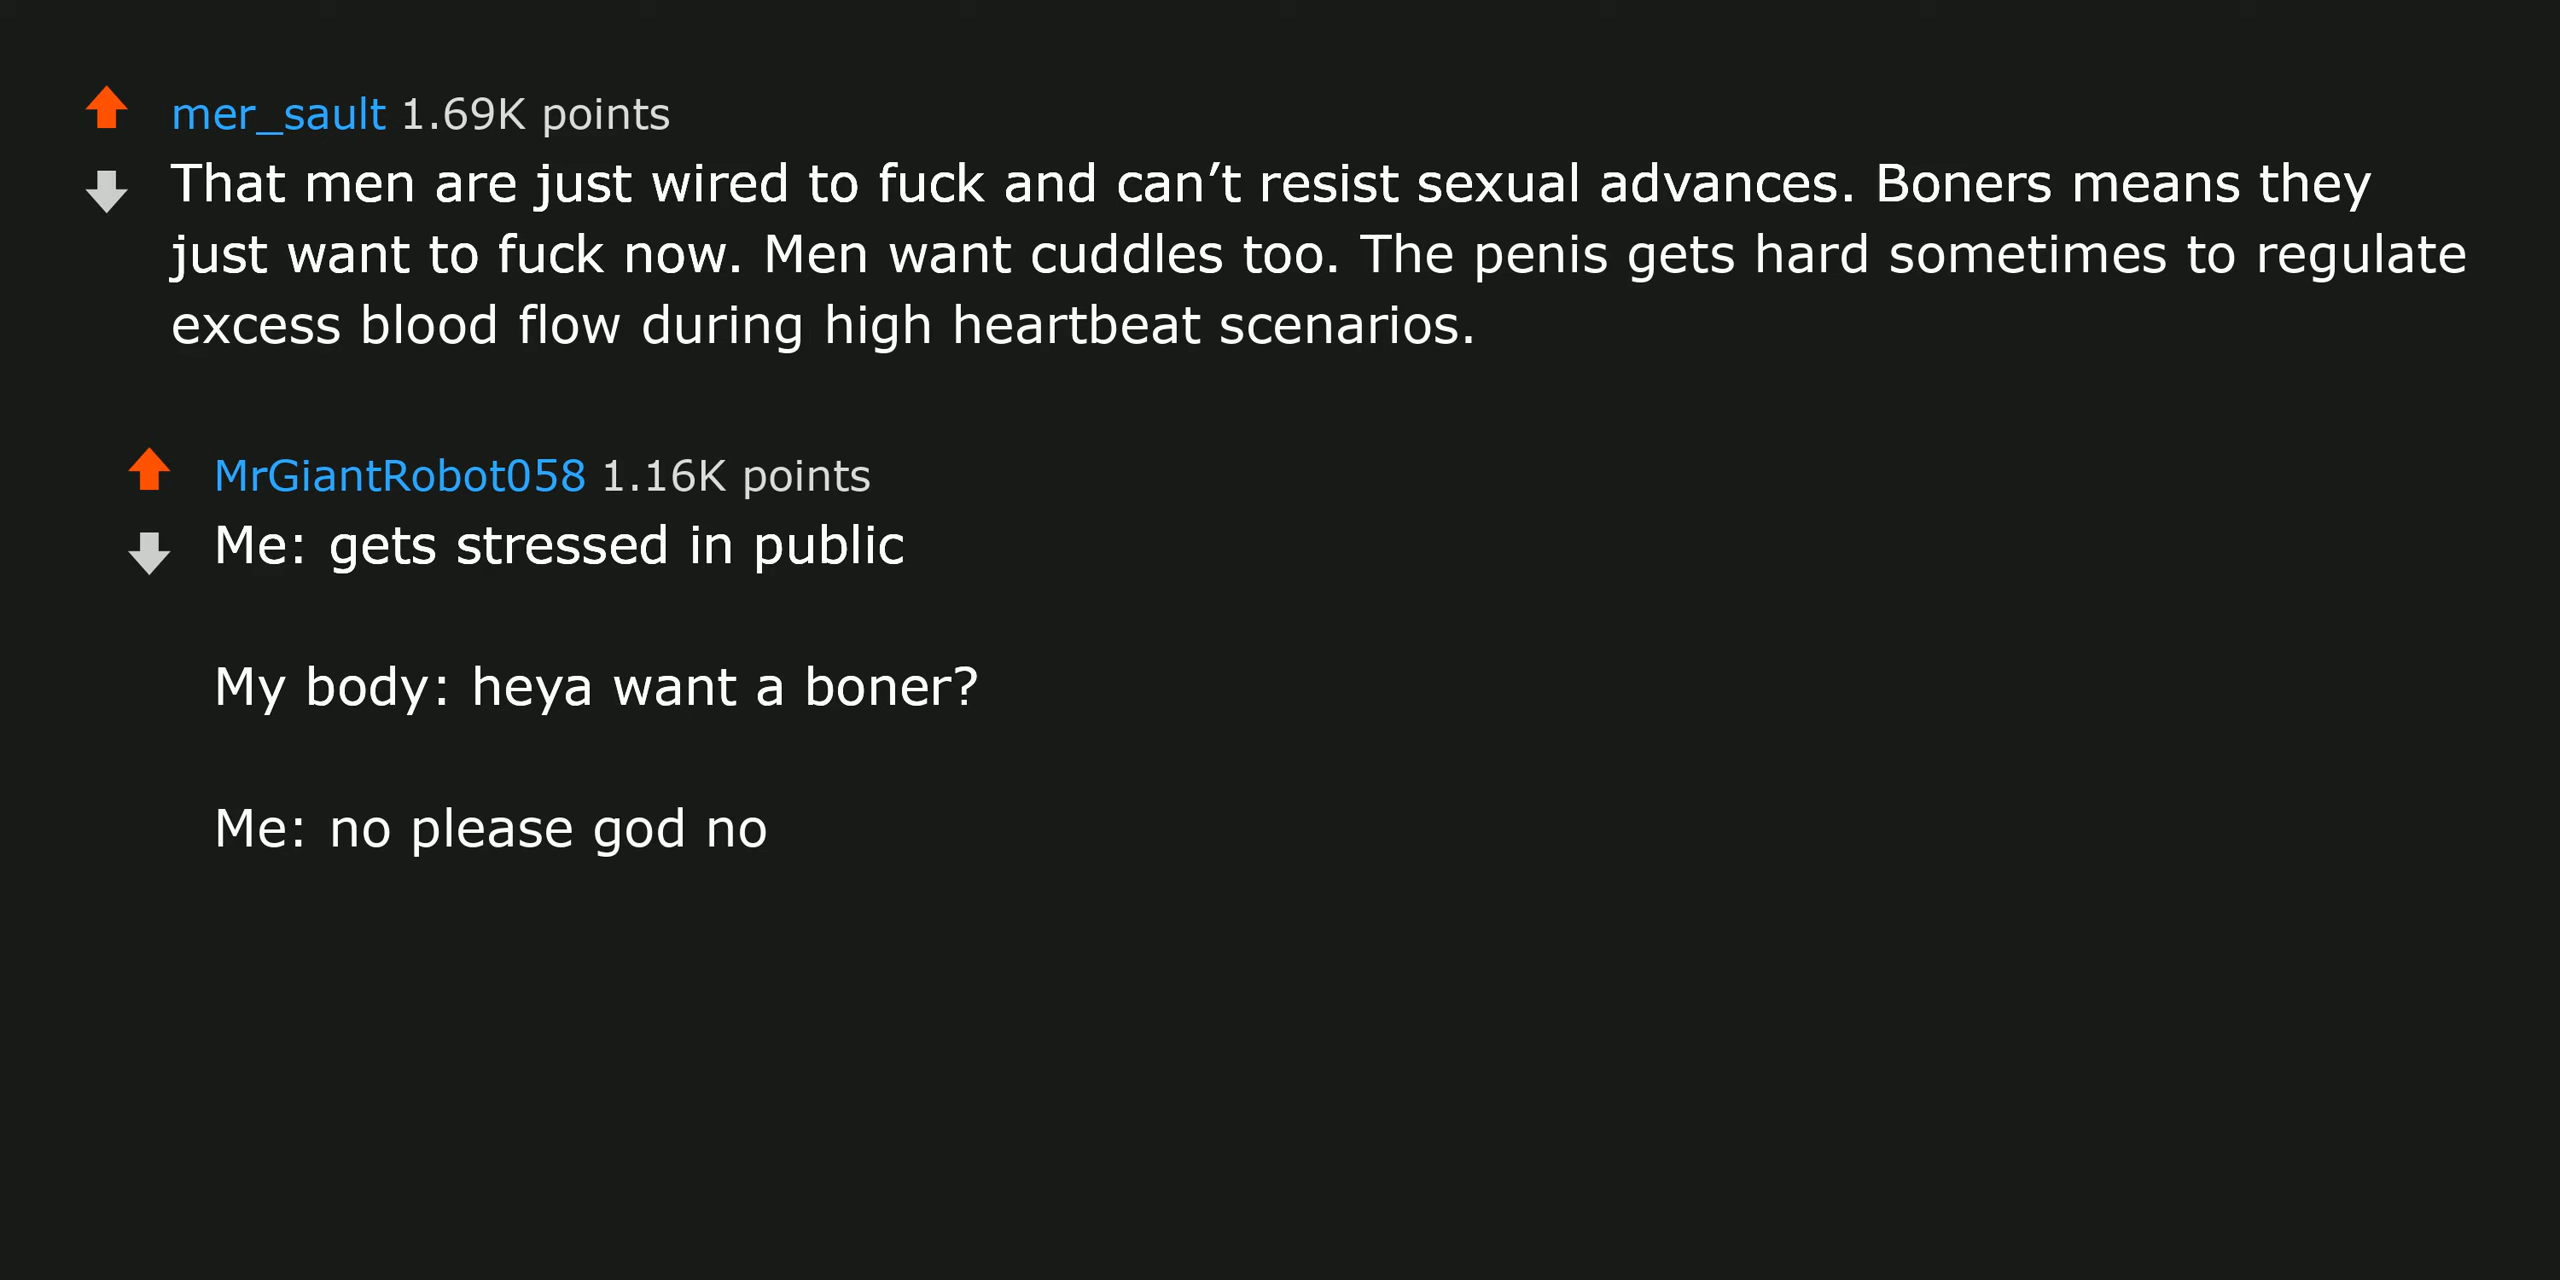 mer_sault 1.69K points
That men are just wired to fuck and can’t resist sexual advances. Boners means they
just want to fuck now. Men want cuddles too. The penis gets hard sometimes to regulate
excess blood flow during high heartbeat scenarios.
MrGiantRobot058 1.16K points
Me: gets stressed in public
My body: heya want a boner?
Me: no please god no